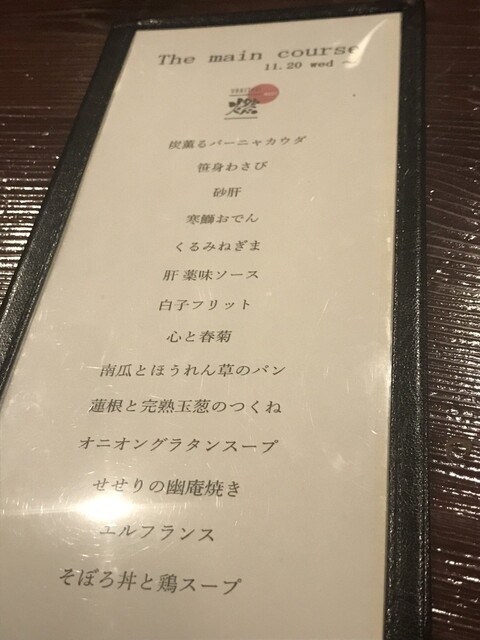 The main course
11.20 wed ～
炭薫るバーニャカウダ
笹身わさび
砂肝
寒鰤おでん
くるみねぎま
肝 薬味ソース
白子フリット
心と春菊
南瓜とほうれん草のパン
蓮根と完熟玉葱のつくね
オニオングラタンスープ
せせりの幽庵焼き
エルフランス
そぼろ丼と鶏スープ